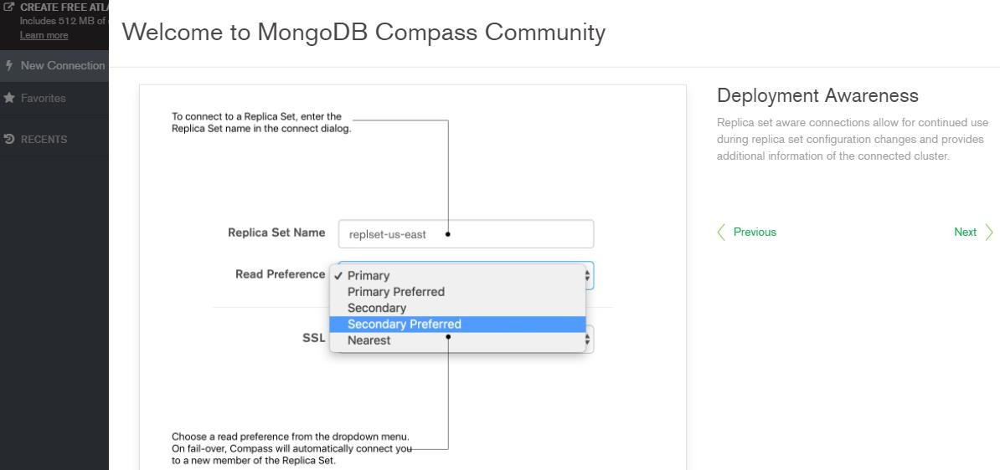 CREATE FREE
Includes 512 MB of
Learn more
New Connection
Favorites
RECENTS
Welcome to MongoDB Compass Community
To connect to a Replica Set, enter the
Replica Set name in the connect dialog.
Replica Set Name
replset-us-east
Read Preference
Primary
Primary Preferred
Secondary
Secondary Preferred
Nearest
SSL
Choose a read preference from the dropdown menu.
On fail-over, Compass will automatically connect you
to a new member of the Replica Set.
Deployment Awareness
Replica set aware connections allow for continued use
during replica set configuration changes and provides
additional information of the connected cluster.
Previous
Next